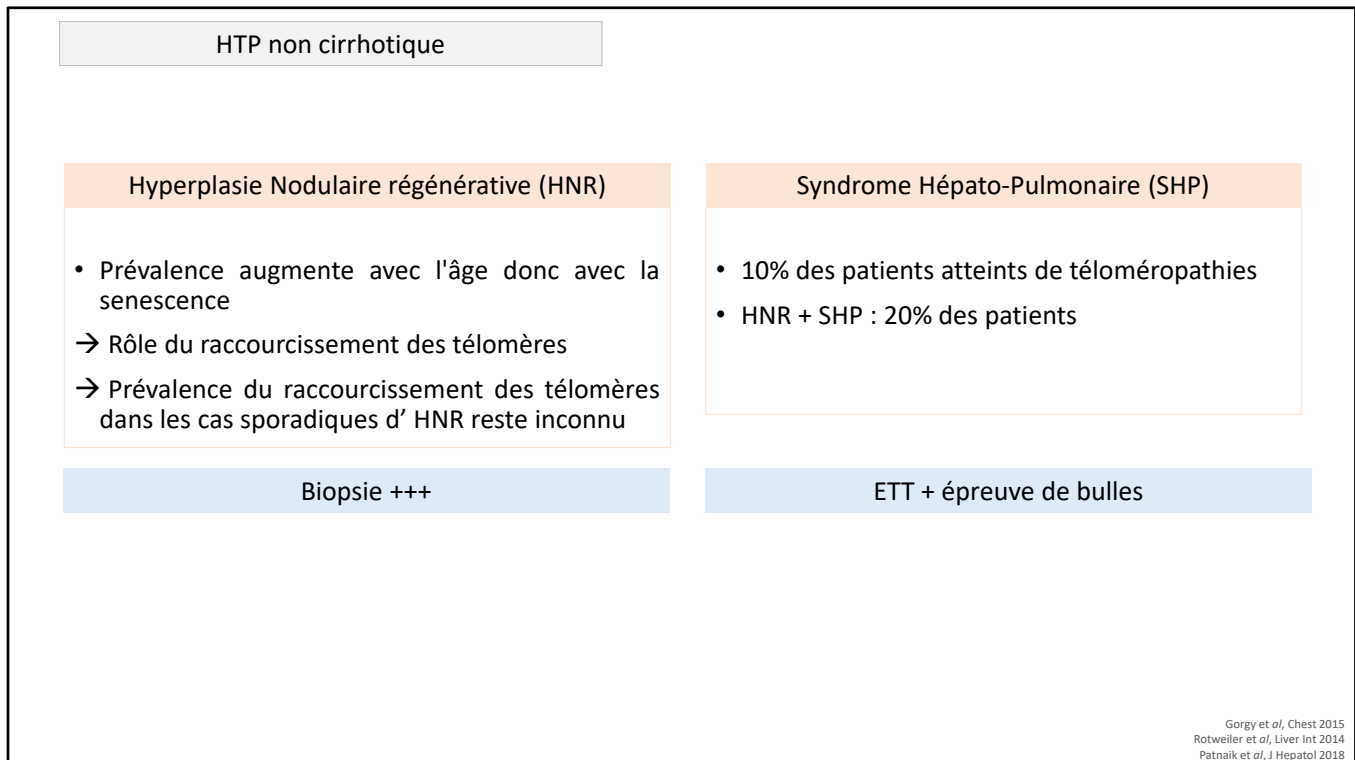 HTP non cirrhotique
Hyperplasie Nodulaire régénérative (HNR)
• Prévalence augmente avec l'âge donc avec la
senescence
→ Rôle du raccourcissement des télomères
→ Prévalence du raccourcissement des télomères
dans les cas sporadiques d’ HNR reste inconnu
Biopsie +++
Syndrome Hépato-Pulmonaire (SHP)
• 10% des patients atteints de téloméropathies
• HNR + SHP : 20% des patients
ETT + épreuve de bulles
Gorgy et al, Chest 2015
Rotweiler et al, Liver Int 2014
Patnaik et al, J Hepatol 2018